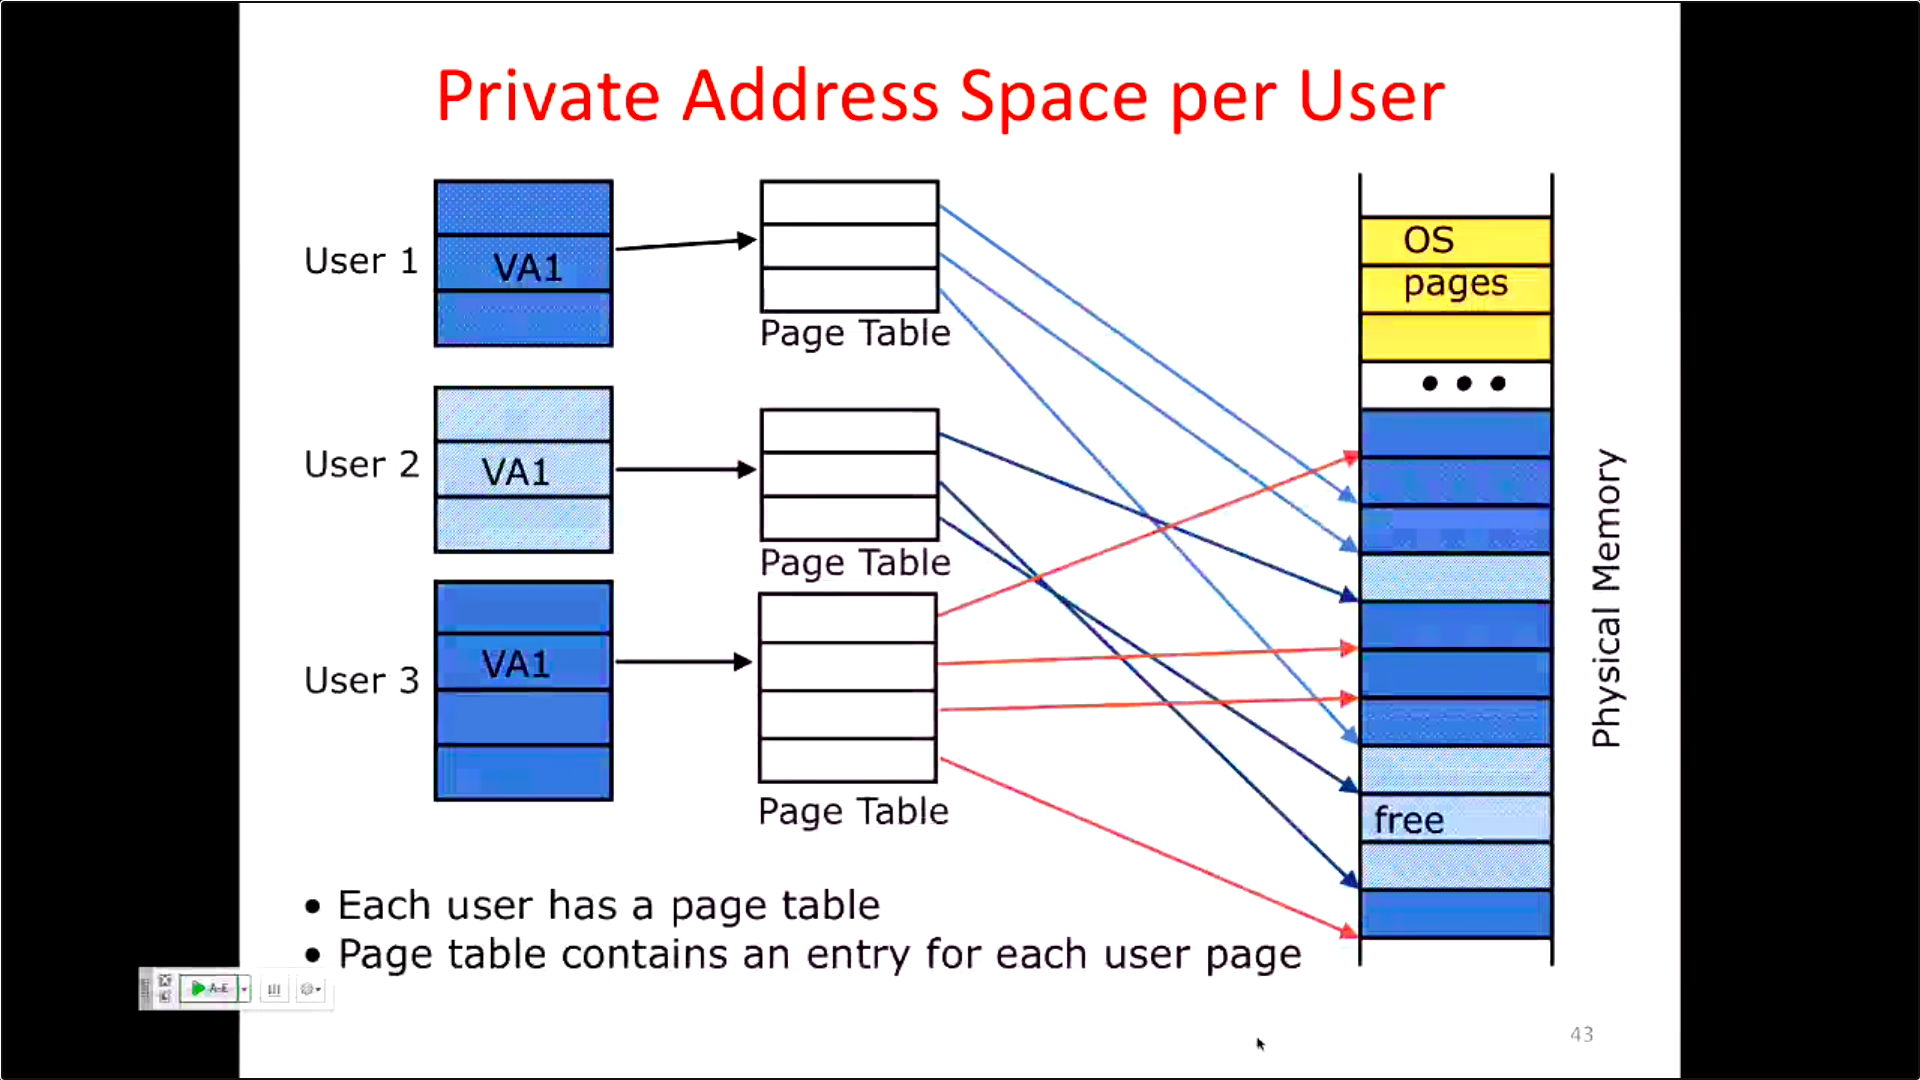 Private Address Space per User
User 1
VA1
Page Table
User 2
VA1
Page Table
User 3
VA1
Page Table
OS
pages
free
Physical Memory
• Each user has a page table
• Page table contains an entry for each user page
43